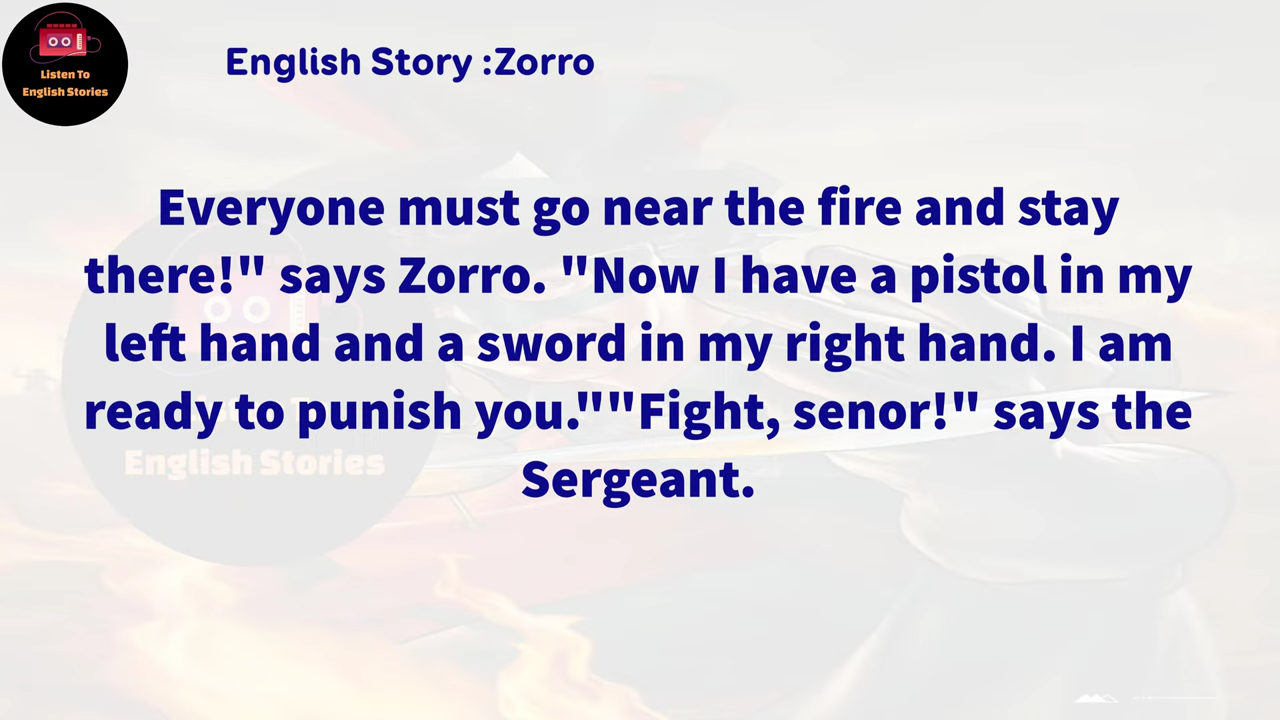 Listen To
English Stories
English Story :Zorro
Everyone must go near the fire and stay
there!" says Zorro. "Now I have a pistol in my
left hand and a sword in my right hand. I am
ready to punish you.""Fight, senor!" says the
Sergeant.
English Stories